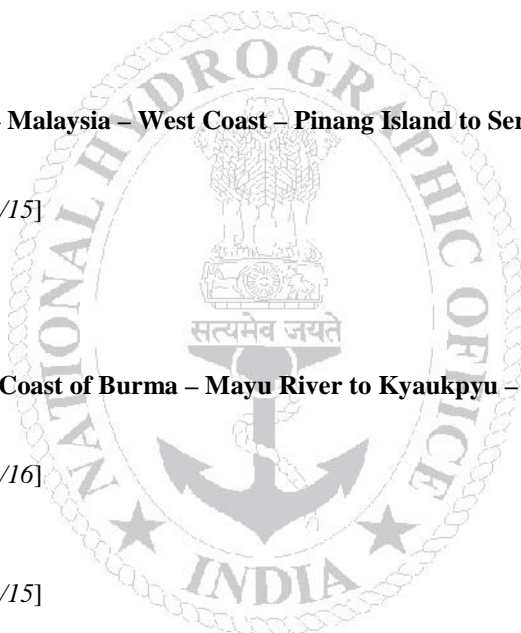 NATIONAL HYDROGRAPHIC OFFICE
Malaysia – West Coast – Pinang Island to
/15]
सत्यमेव जयते
Coast of Burma – Mayu River to Kyaukpyu –
/16]
INDIA
/15]